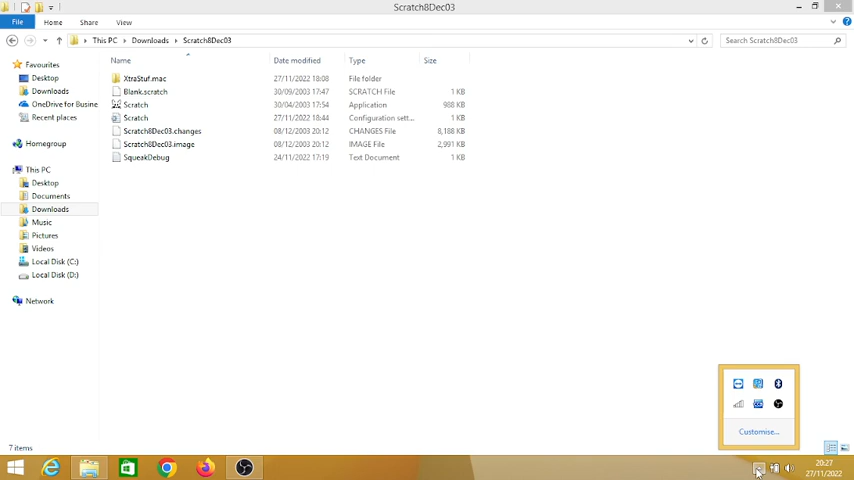 Scratch8Dec03
File Home Share View
This PC Downloads Scratch8Dec03
Search Scratch8Dec03
Name Date modified Type Size
Favourites
Desktop
Downloads
OneDrive for Busine
Recent places
Homegroup
This PC
Desktop
Documents
Downloads
Music
Pictures
Videos
Local Disk (C:)
Local Disk (D:)
Network
XtraStuf.mac 27/11/2022 18:08 File folder
Blank.scratch 30/09/2003 17:47 SCRATCH File 1 KB
Scratch 30/04/2003 17:54 Application 988 KB
Scratch 27/11/2022 18:44 Configuration sett... 1 KB
Scratch8Dec03.changes 08/12/2003 20:12 CHANGES File 8,188 KB
Scratch8Dec03.image 08/12/2003 20:12 IMAGE File 2,991 KB
SqueakDebug 24/11/2022 17:19 Text Document 1 KB
Customise...
7 items
20:27
27/11/2022